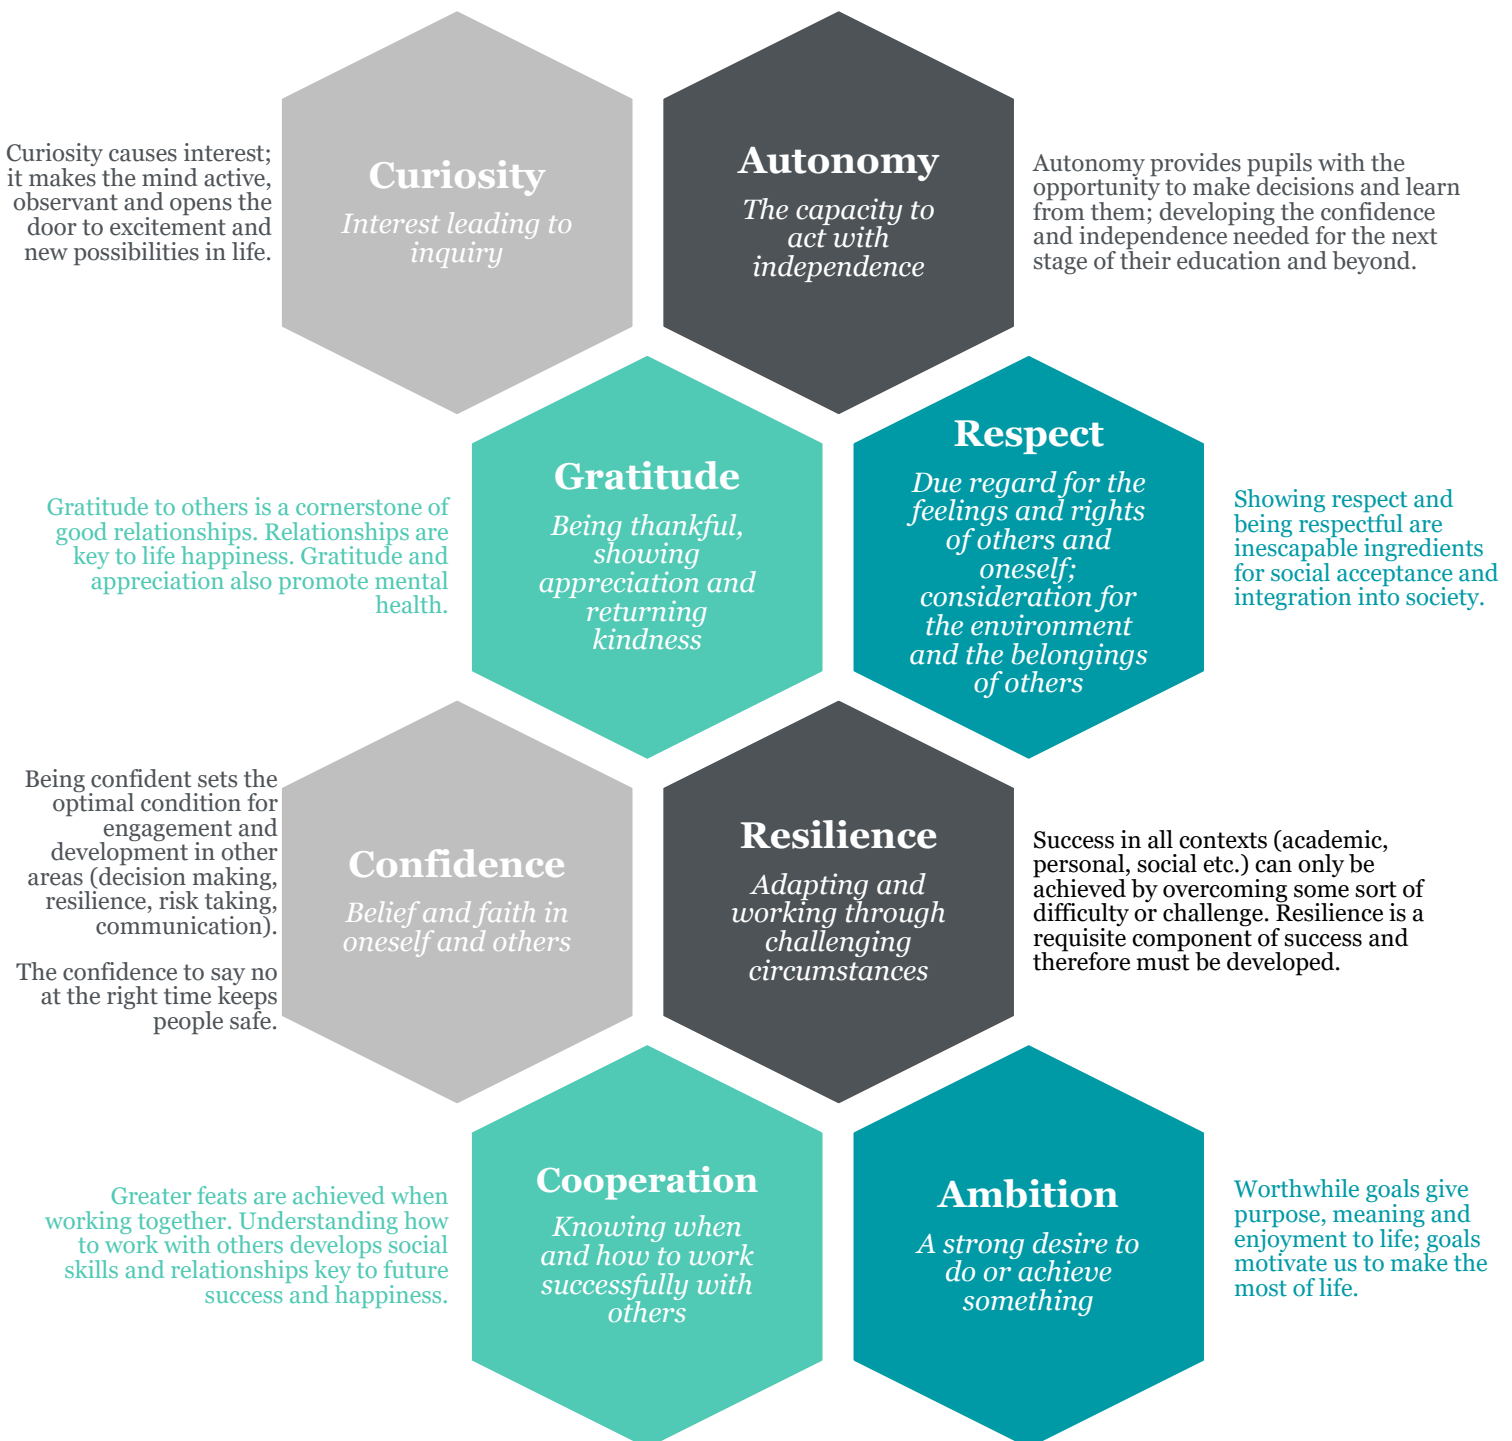 Curiosity causes interest;
it makes the mind active,
observant and opens the
door to excitement and
new possibilities in life.
Curiosity
Interest leading to
inquiry
Autonomy
The capacity to
act with
independence
Autonomy provides pupils with the
opportunity to make decisions and learn
from them; developing the confidence
and independence needed for the next
stage of their education and beyond.
Gratitude to others is a cornerstone of
good relationships. Relationships are
key to life happiness. Gratitude and
appreciation also promote mental
health.
Gratitude
Being thankful,
showing
appreciation and
returning
kindness
Respect
Due regard for the
feelings and rights
of others and
oneself;
consideration for
the environment
and the belongings
of others
Showing respect and
being respectful are
inescapable ingredients
for social acceptance and
integration into society.
Being confident sets the
optimal condition for
engagement and
development in other
areas (decision making,
resilience, risk taking,
communication).
The confidence to say no
at the right time keeps
people safe.
Confidence
Belief and faith in
oneself and others
Resilience
Adapting and
working through
challenging
circumstances
Success in all contexts (academic,
personal, social etc.) can only be
achieved by overcoming some sort of
difficulty or challenge. Resilience is a
requisite component of success and
therefore must be developed.
Greater feats are achieved when
working together. Understanding how
to work with others develops social
skills and relationships key to future
success and happiness.
Cooperation
Knowing when
and how to work
successfully with
others
Ambition
A strong desire to
do or achieve
something
Worthwhile goals give
purpose, meaning and
enjoyment to life; goals
motivate us to make the
most of life.